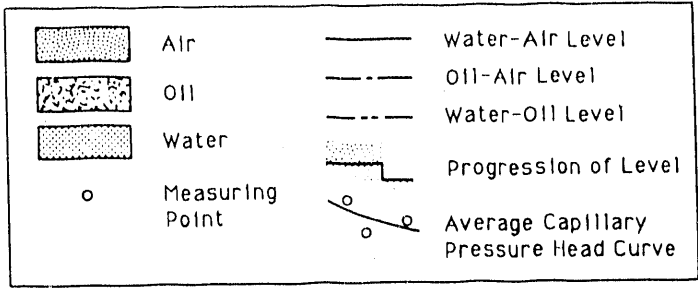 Air
Oil
Water
Measuring
Point
Water-Air Level
Oil-Air Level
Water-Oil Level
Progression of Level
Average Capillary
Pressure Head Curve